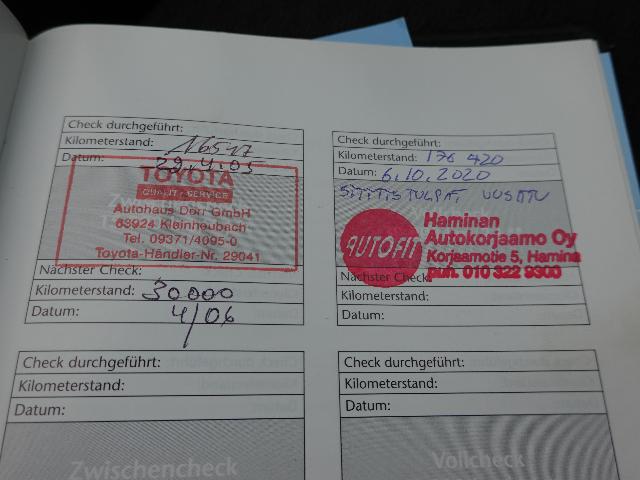 Check durchgeführt:
Kilometerstand: 16517
Datum: 29.4.05
TOYOTA
QUALITY-SERVICE
Autohaus Dörr GmbH
63924 Kleinheubach
Tel. 09371/4095-0
Toyota-Händler-Nr. 29041
Nächster Check:
Kilometerstand: 30000
Datum: 4/06
Check durchgeführt:
Kilometerstand: 176 420
Datum: 6.10.2020
AUTOFIT
Haminan
Autokorjaamo Oy
Korjaamotie 5, Hamina
puh. 010 322 9300
Nächster Check:
Kilometerstand:
Datum:
Check durchgeführt:
Kilometerstand:
Datum:
Zwischencheck
Check durchgeführt:
Kilometerstand:
Datum:
Vollcheck